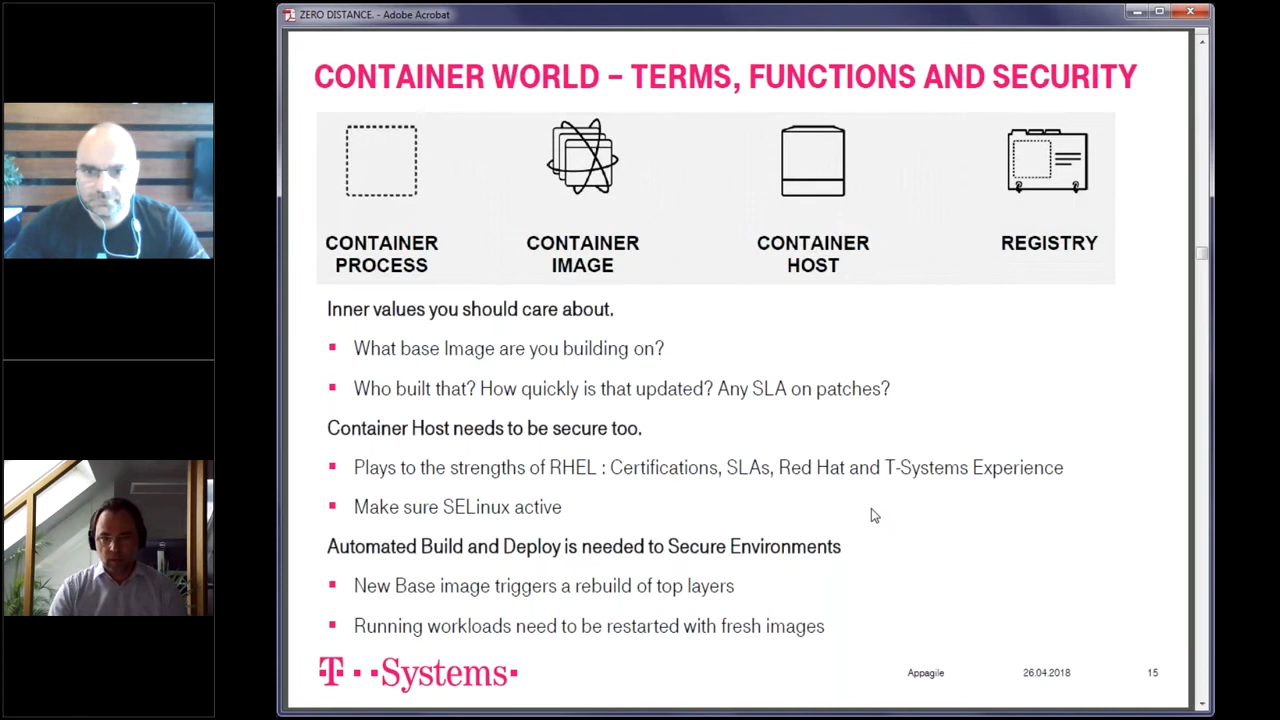 ZERO DISTANCE. - Adobe Acrobat
CONTAINER WORLD – TERMS, FUNCTIONS AND SECURITY
CONTAINER PROCESS
CONTAINER IMAGE
CONTAINER HOST
REGISTRY
Inner values you should care about.
What base Image are you building on?
Who built that? How quickly is that updated? Any SLA on patches?
Container Host needs to be secure too.
Plays to the strengths of RHEL : Certifications, SLAs, Red Hat and T-Systems Experience
Make sure SELinux active
Automated Build and Deploy is needed to Secure Environments
New Base image triggers a rebuild of top layers
Running workloads need to be restarted with fresh images
T··Systems·
Appagile
26.04.2018
15